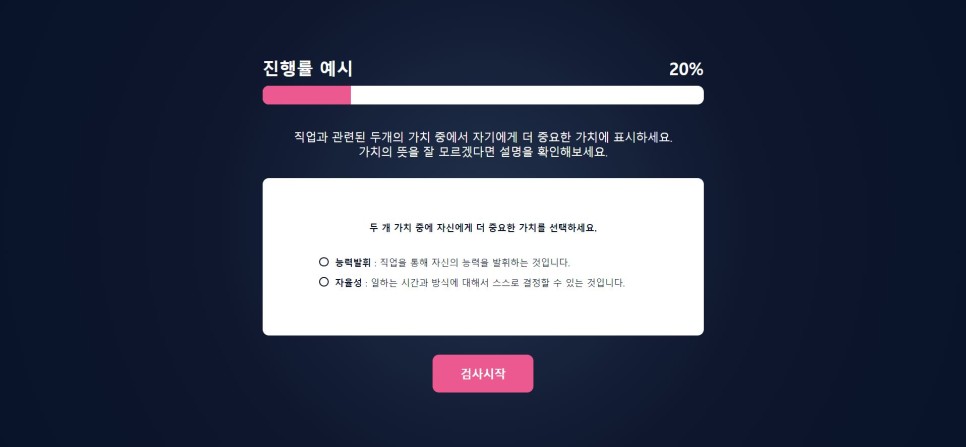 진행률 예시
20%
직업과 관련된 두개의 가치 중에서 자기에게 더 중요한 가치에 표시하세요.
가치의 뜻을 잘 모르겠다면 설명을 확인해보세요.
두 개 가치 중에 자신에게 더 중요한 가치를 선택하세요.
능력발휘 : 직업을 통해 자신의 능력을 발휘하는 것입니다.
자율성 : 일하는 시간과 방식에 대해서 스스로 결정할 수 있는 것입니다.
검사시작